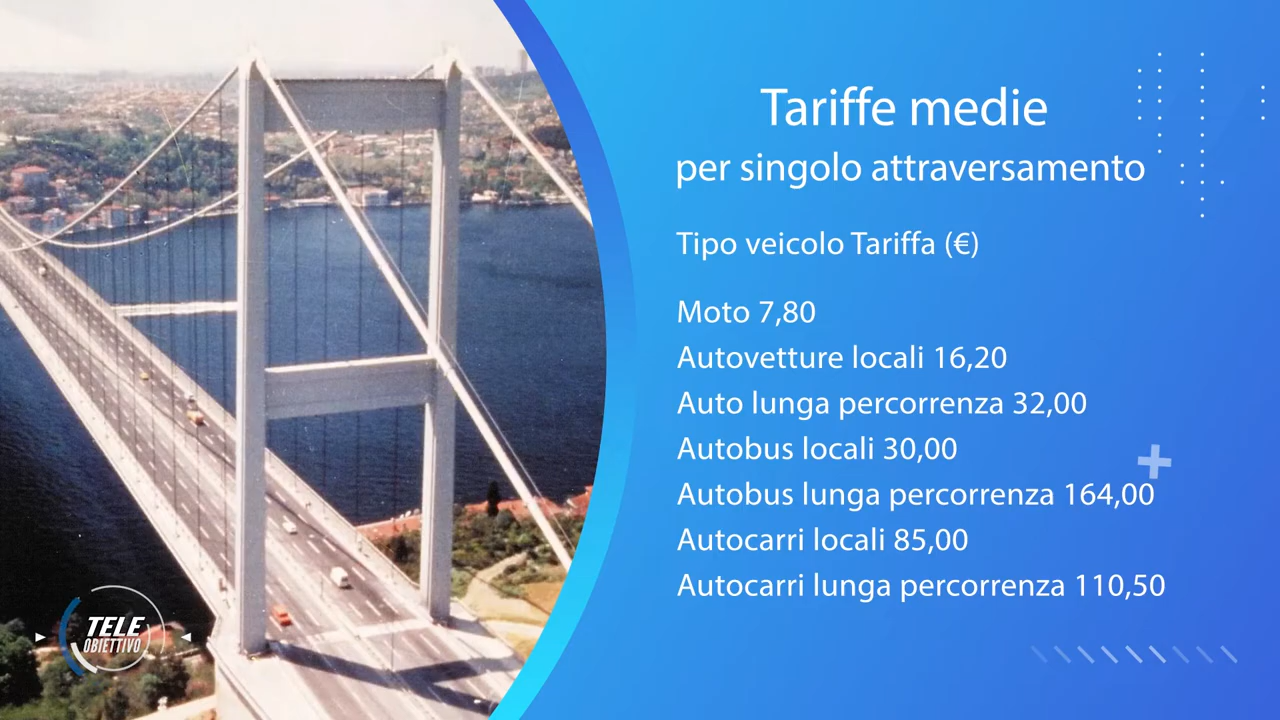 Tariffe medie
per singolo attraversamento
Tipo veicolo Tariffa (€)
Moto 7,80
Autovetture locali 16,20
Auto lunga percorrenza 32,00
Autobus locali 30,00
Autobus lunga percorrenza 164,00
Autocarri locali 85,00
Autocarri lunga percorrenza 110,50
TELE
OBIETTIVO